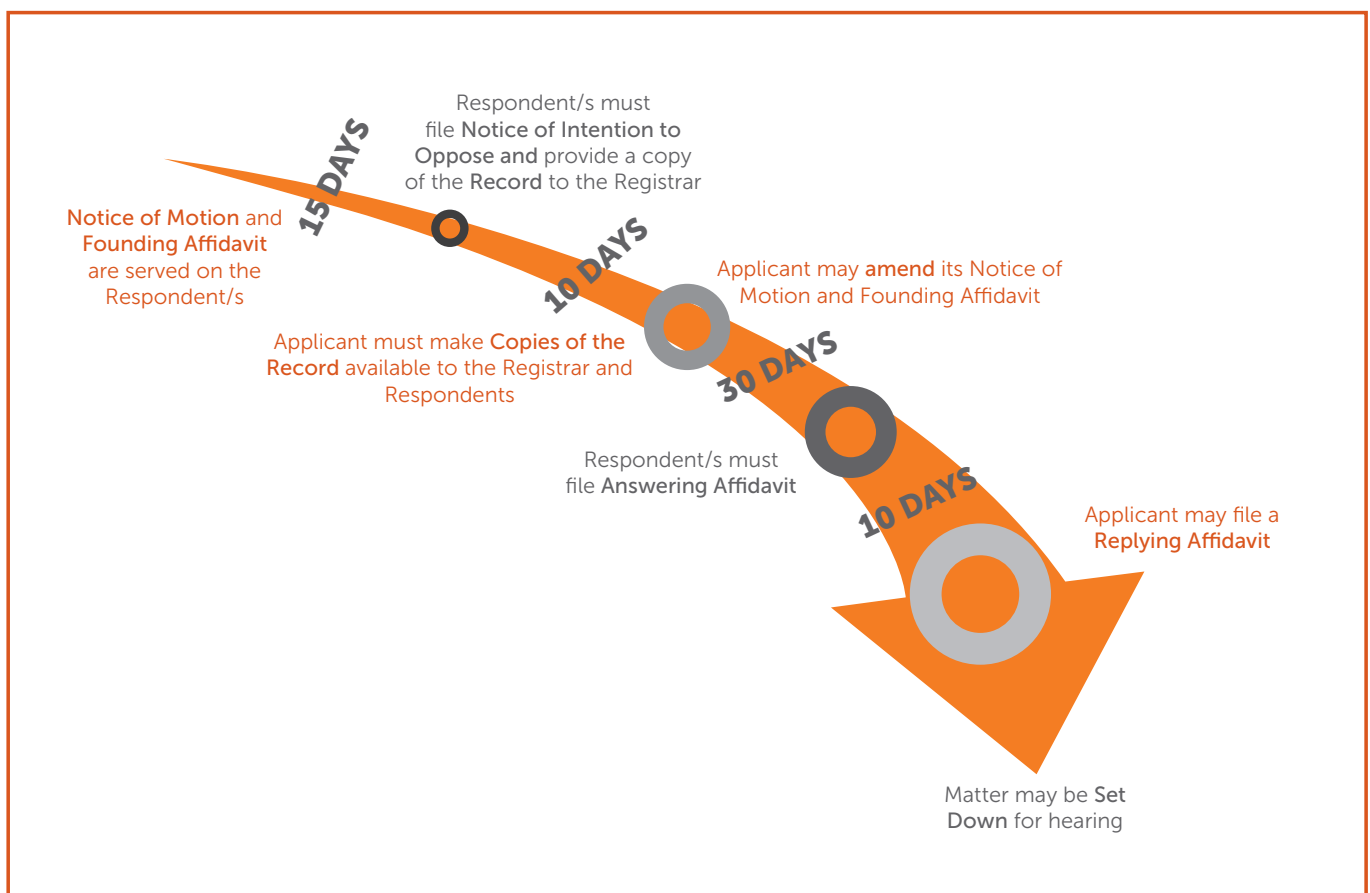 Notice of Motion and
Founding Affidavit
are served on the
Respondent/s
15 DAYS
Respondent/s must
file Notice of Intention to
Oppose and provide a copy
of the Record to the Registrar
10 DAYS
Applicant must make Copies of the
Record available to the Registrar and
Respondents
Applicant may amend its Notice of
Motion and Founding Affidavit
30 DAYS
Respondent/s must
file Answering Affidavit
10 DAYS
Applicant may file a
Replying Affidavit
Matter may be Set
Down for hearing